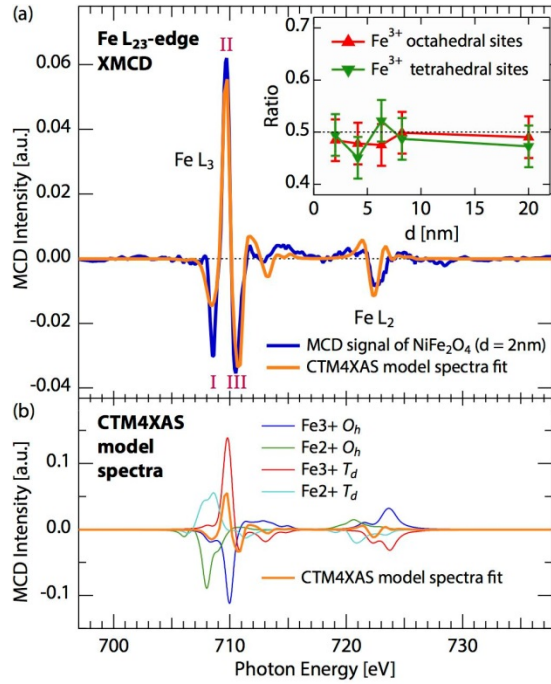 (a)
Fe L23-edge
XMCD
II
Fe L3
I
III
Fe L2
MCD Intensity [a.u.]
0.06
0.04
0.02
0.00
-0.02
-0.04
MCD signal of NiFe2O4 (d = 2nm)
CTM4XAS model spectra fit
Fe3+ octahedral sites
Fe3+ tetrahedral sites
Ratio
0.7
0.6
0.5
0.4
0 5 10 15 20
d [nm]
(b)
CTM4XAS
model
spectra
Fe3+ Oh
Fe2+ Oh
Fe3+ Td
Fe2+ Td
CTM4XAS model spectra fit
MCD Intensity [a.u.]
0.1
0.0
-0.1
700 710 720 730
Photon Energy [eV]